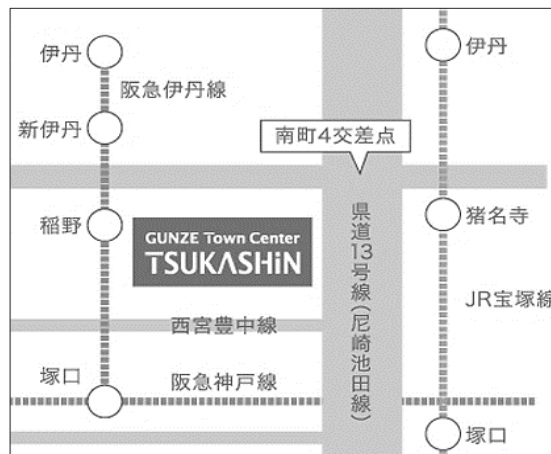 伊丹
伊丹
阪急伊丹線
新伊丹
南町4交差点
稲野
猪名寺
GUNZE Town Center
TSUKASHiN
県道13号線(尼崎池田線)
JR宝塚線
西宮豊中線
塚口
阪急神戸線
塚口